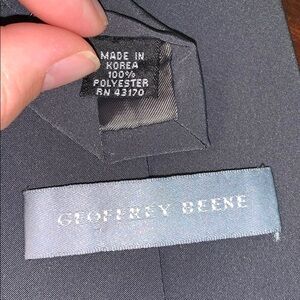 MADE IN
KOREA
100%
POLYESTER
RN 43170
GEOFFREY BEENE